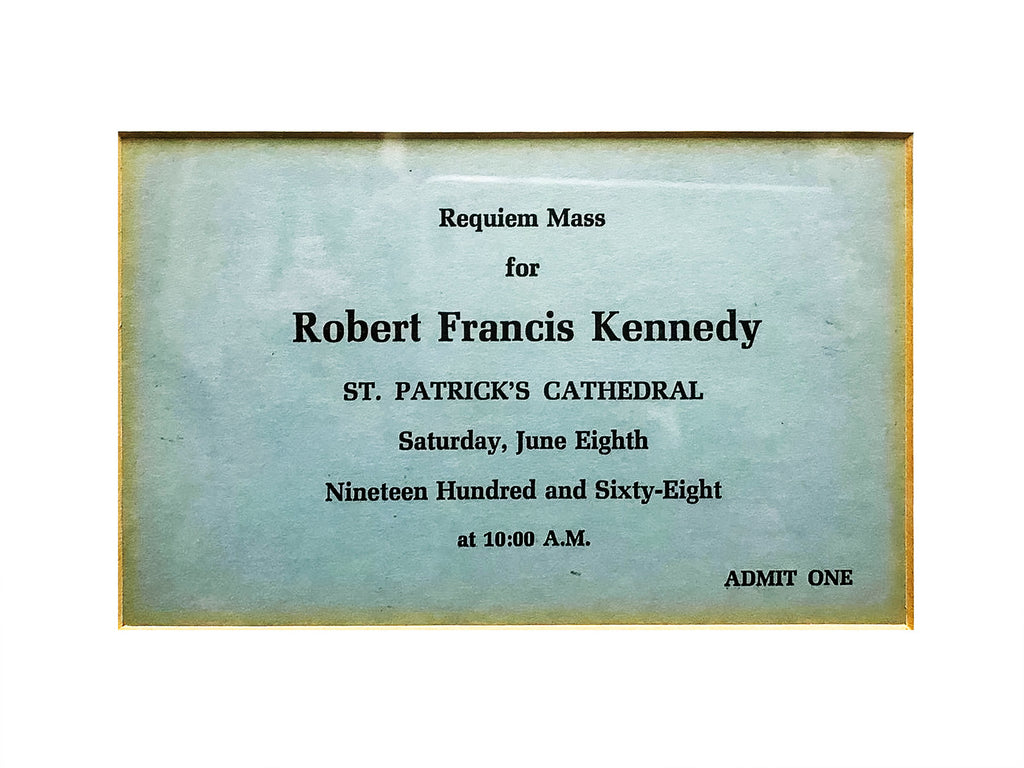 Requiem Mass
for
Robert Francis Kennedy
ST. PATRICK'S CATHEDRAL
Saturday, June Eighth
Nineteen Hundred and Sixty-Eight
at 10:00 A.M.
ADMIT ONE